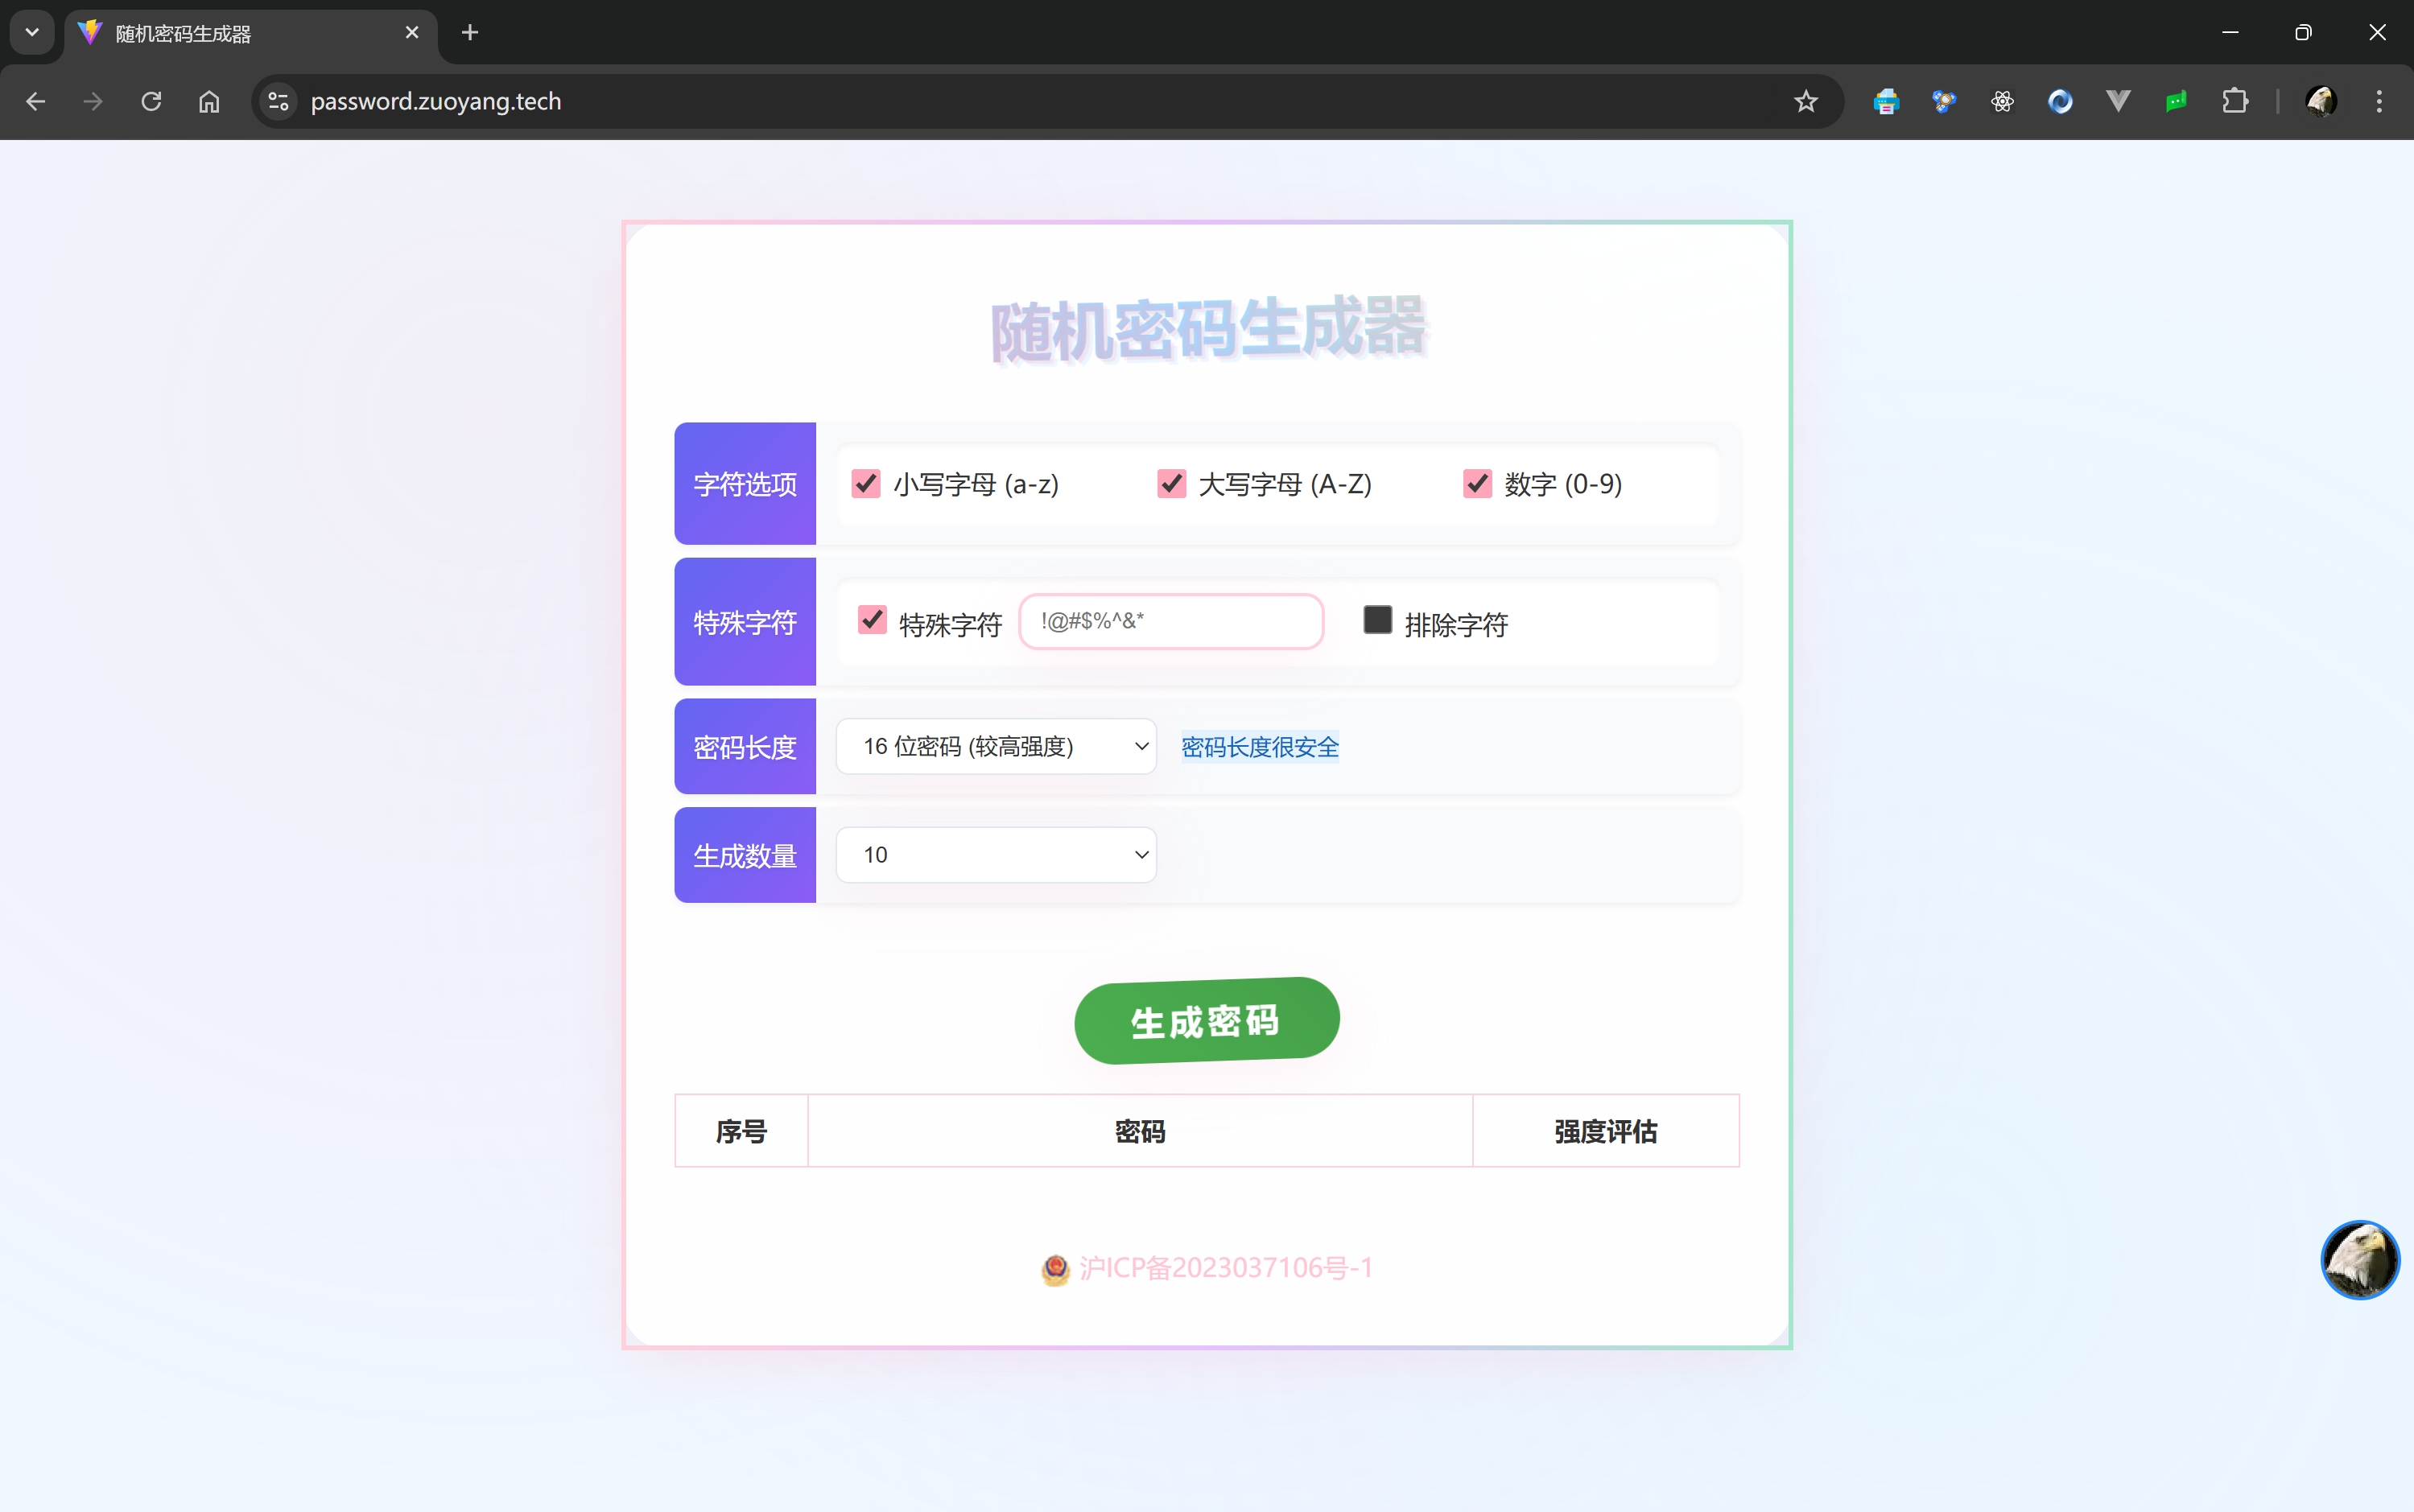 随机密码生成器
password.zuoyang.tech
随机密码生成器
字符选项
小写字母 (a-z)
大写字母 (A-Z)
数字 (0-9)
特殊字符
特殊字符
!@#$%^&*
排除字符
密码长度
16 位密码 (较高强度)
密码长度很安全
生成数量
10
生成密码
序号
密码
强度评估
沪ICP备2023037106号-1